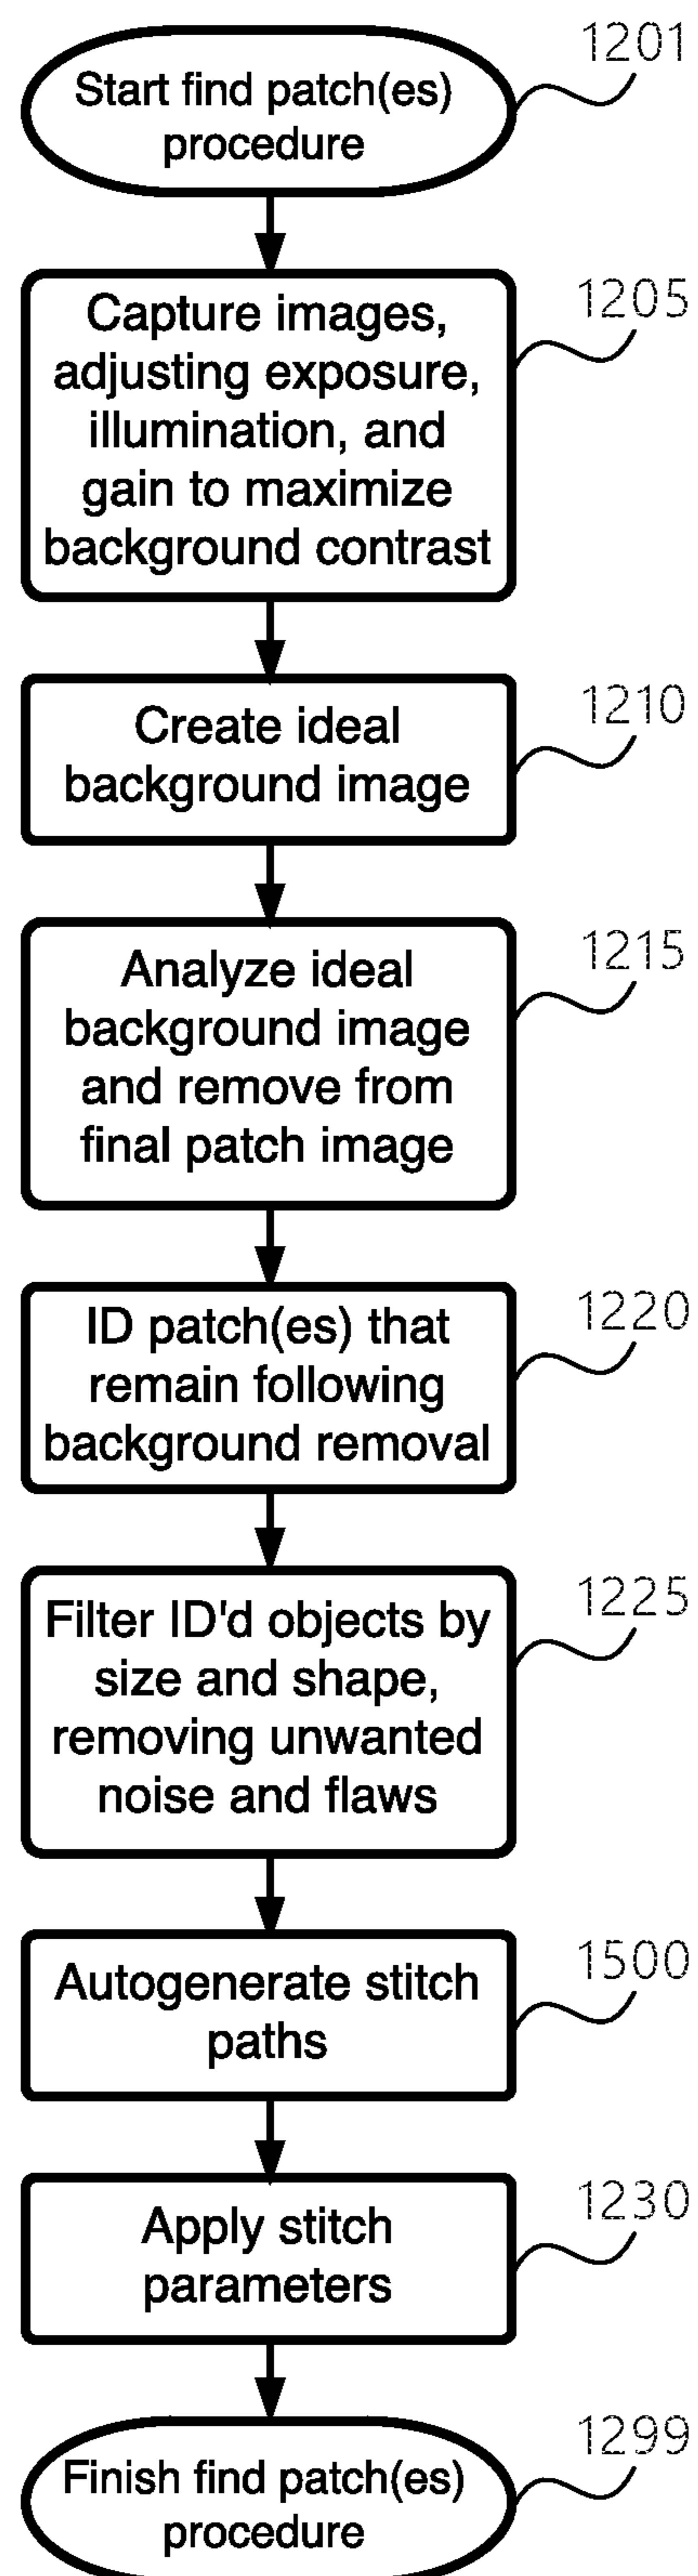 1201
Start find patch(es)
procedure
1205
Capture images,
adjusting exposure,
illumination, and
gain to maximize
background contrast
1210
Create ideal
background image
1215
Analyze ideal
background image
and remove from
final patch image
1220
ID patch(es) that
remain following
background removal
1225
Filter ID'd objects by
size and shape,
removing unwanted
noise and flaws
1500
Autogenerate stitch
paths
1230
Apply stitch
parameters
1299
Finish find patch(es)
procedure